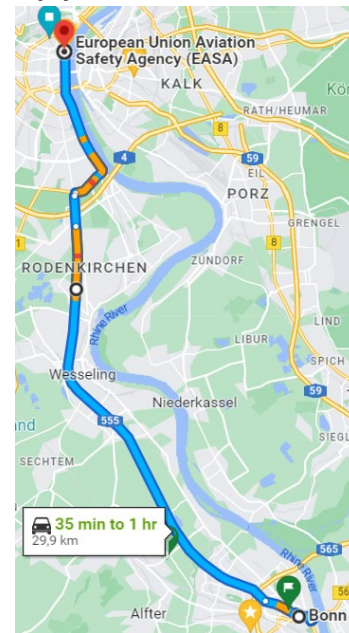 European Union Aviation
Safety Agency (EASA)
KALK
RATH/HEUMAR
8
4
59
EIL
PORZ
GRENGEL
8
ZUNDORF
RODENKIRCHEN
Rhine River
LIND
LIBUR
SPICH
Wesseling
59
Niederkassel
555
SECHTEM
35 min to 1 hr
29,9 km
565
Rhine River
Alfter
Bonn